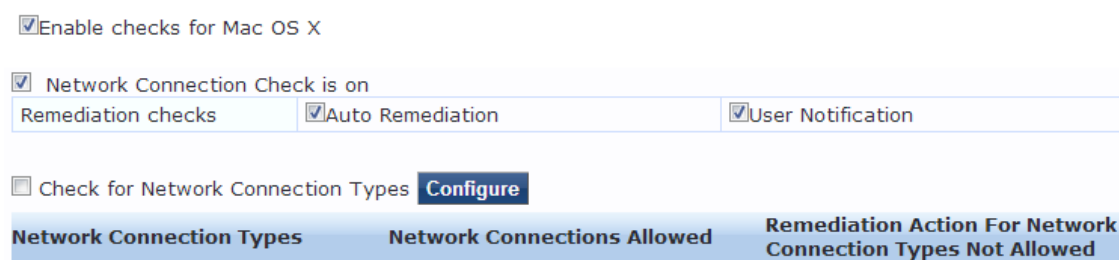 Enable checks for Mac OS X
Network Connection Check is on
Remediation checks Auto Remediation User Notification
Check for Network Connection Types Configure
Network Connection Types Network Connections Allowed Remediation Action For Network
Connection Types Not Allowed